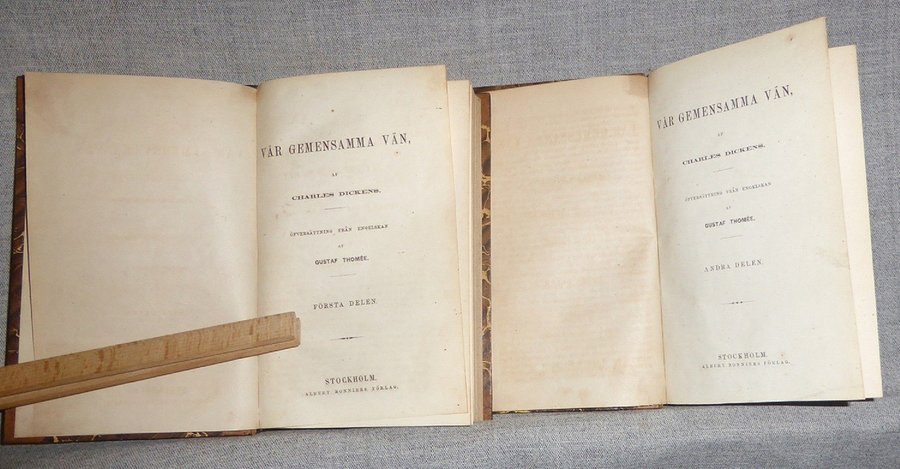 VÅR GEMENSAMMA VÄN,
AF
CHARLES DICKENS.
ÖFVERSÄTTNING FRÅN ENGELSKAN
AF
GUSTAF THOMÉE.
FÖRSTA DELEN.
STOCKHOLM.
ALBERT BONNIERS FÖRLAG.
VÅR GEMENSAMMA VÄN,
AF
CHARLES DICKENS.
ÖFVERSÄTTNING FRÅN ENGELSKAN
AF
GUSTAF THOMÉE.
ANDRA DELEN.
STOCKHOLM.
ALBERT BONNIERS FÖRLAG.